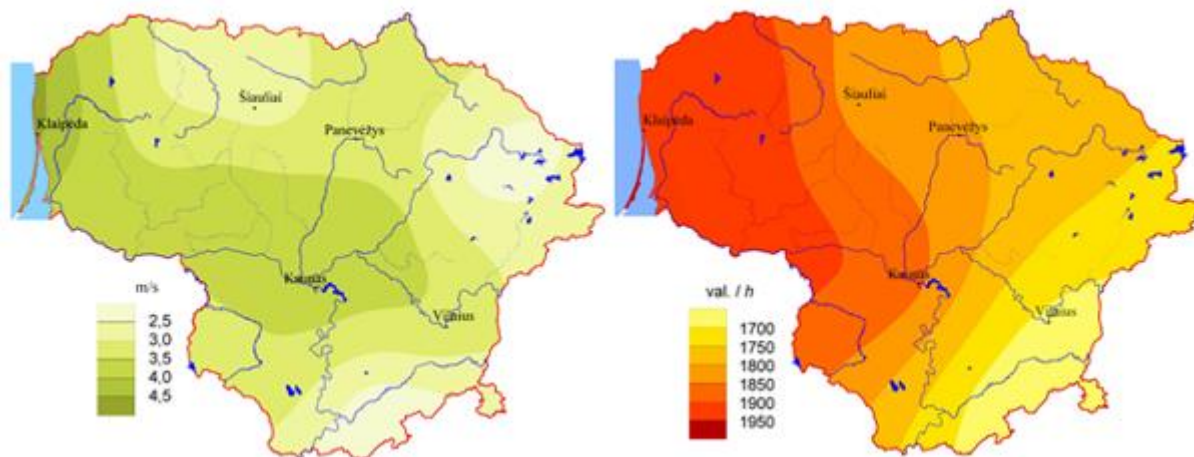 Klaipėda
Šiauliai
Panevėžys
Kaunas
Vilnius
m/s
2,5
3,0
3,5
4,0
4,5
Klaipėda
Šiauliai
Panevėžys
Kaunas
Vilnius
val. / h
1700
1750
1800
1850
1900
1950